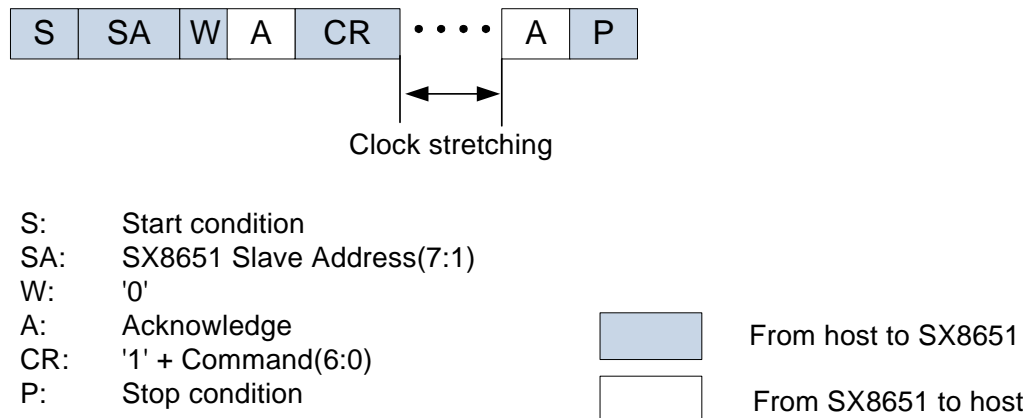 S SA W A CR A P
Clock stretching
S: Start condition
SA: SX8651 Slave Address(7:1)
W: '0'
A: Acknowledge
CR: '1' + Command(6:0)
P: Stop condition
From host to SX8651
From SX8651 to host